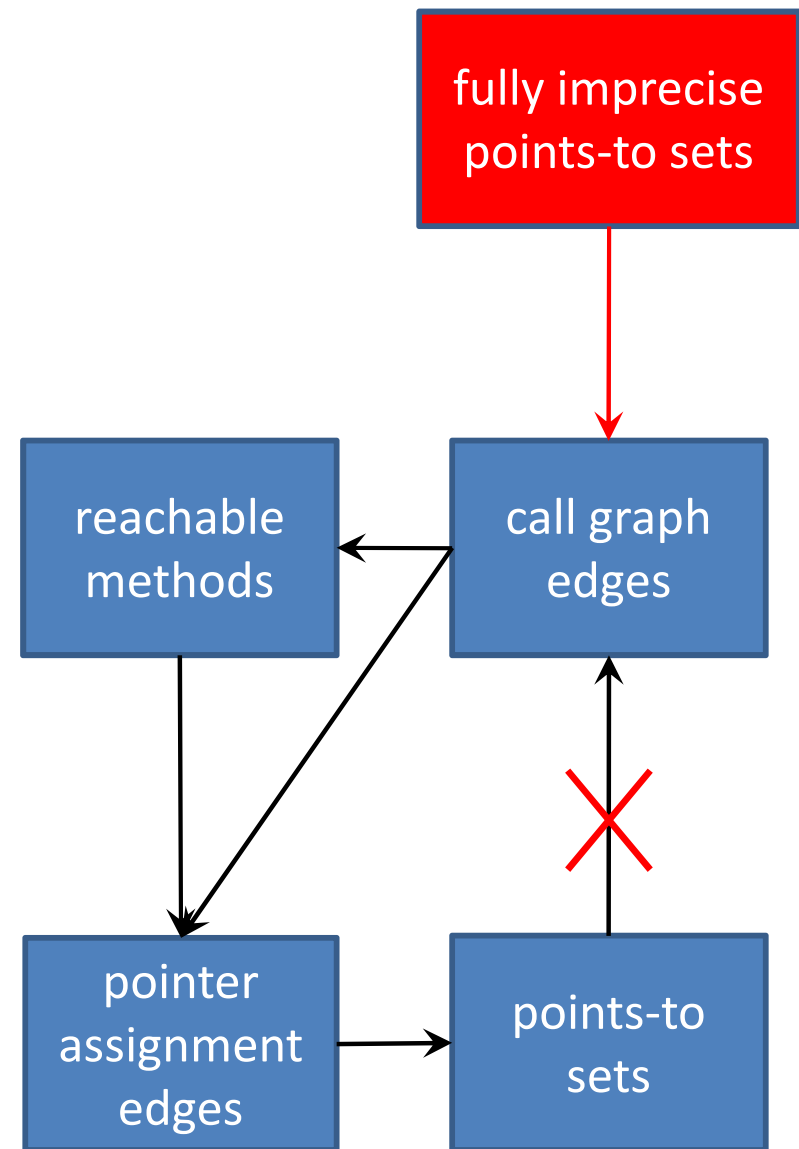 fully imprecise
points-to sets
reachable
methods
call graph
edges
pointer
assignment
edges
points-to
sets